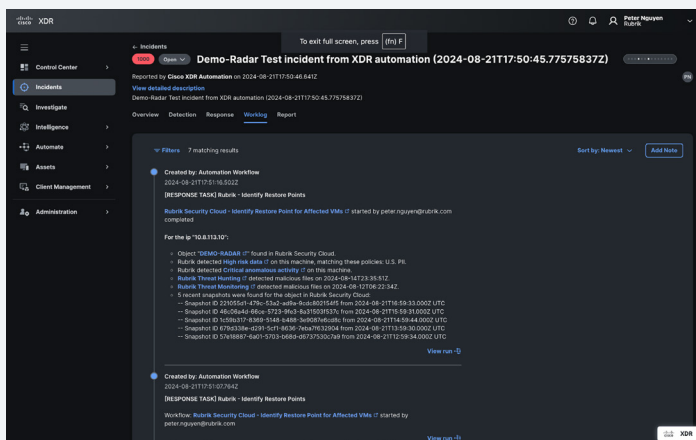 cisco XDR
Peter Nguyen
Rubrik
To exit full screen, press (fn) F
Control Center
Incidents
Investigate
Intelligence
Automate
Assets
Client Management
Administration
← Incidents
1000 Open Demo-Radar Test incident from XDR automation (2024-08-21T17:50:45.77575837Z)
Reported by Cisco XDR Automation on 2024-08-21T17:50:46.641Z
PN
View detailed description
Demo-Radar Test incident from XDR automation (2024-08-21T17:50:45.77575837Z)
Overview Detection Response Worklog Report
Filters 7 matching results
Sort by: Newest
Add Note
Created by: Automation Workflow
2024-08-21T17:51:16.502Z
[RESPONSE TASK] Rubrik - Identify Restore Points
Rubrik Security Cloud - Identify Restore Point for Affected VMs started by peter.nguyen@rubrik.com
completed
For the ip "10.8.113.10":
Object "DEMO-RADAR" found in Rubrik Security Cloud.
Rubrik detected High risk data on this machine, matching these policies: U.S. PII.
Rubrik detected Critical anomalous activity on this machine.
Rubrik Threat Hunting detected malicious files on 2024-08-14T23:35:51Z.
Rubrik Threat Monitoring detected malicious files on 2024-08-12T06:22:34Z.
5 recent snapshots were found for the object in Rubrik Security Cloud:
-- Snapshot ID 221055d1-479c-53a2-ad9a-9cdc802154f5 from 2024-08-21T16:59:33.000Z UTC
-- Snapshot ID 46c06a4d-66ce-5723-9fe3-8a31503f537c from 2024-08-21T15:59:31.000Z UTC
-- Snapshot ID 1c59b317-8369-5148-b488-3e9087e6cd8c from 2024-08-21T14:59:44.000Z UTC
-- Snapshot ID 679d338e-d291-5cf1-8636-7eba7f632904 from 2024-08-21T13:59:30.000Z UTC
-- Snapshot ID 57e18887-6a01-5703-b68d-d6737530c7a9 from 2024-08-21T12:59:34.000Z UTC
View run
Created by: Automation Workflow
2024-08-21T17:51:07.764Z
[RESPONSE TASK] Rubrik - Identify Restore Points
Workflow: Rubrik Security Cloud - Identify Restore Point for Affected VMs started by
peter.nguyen@rubrik.com
View run
cisco XDR